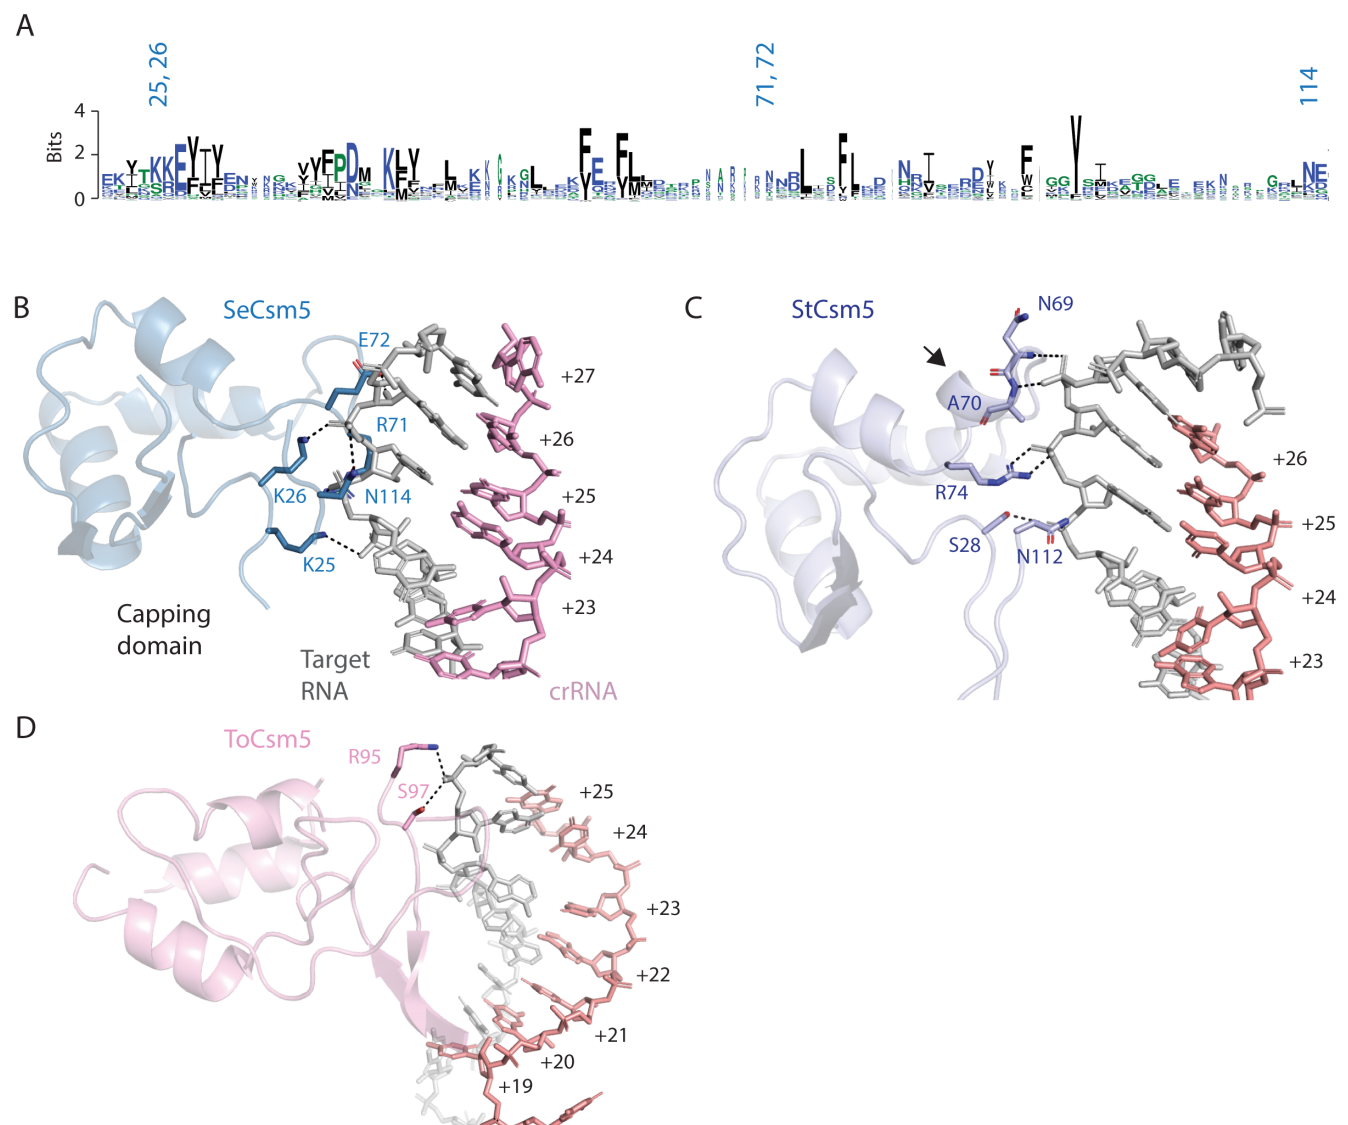 A
25, 26
71, 72
114
4
2
0
Bits
B
SeCsm5
E72
R71
K26
N114
K25
+27
+26
+25
+24
+23
Capping
domain
Target
RNA
crRNA
C
StCsm5
N69
A70
R74
S28
N112
+26
+25
+24
+23
D
ToCsm5
R95
S97
+25
+24
+23
+22
+21
+20
+19